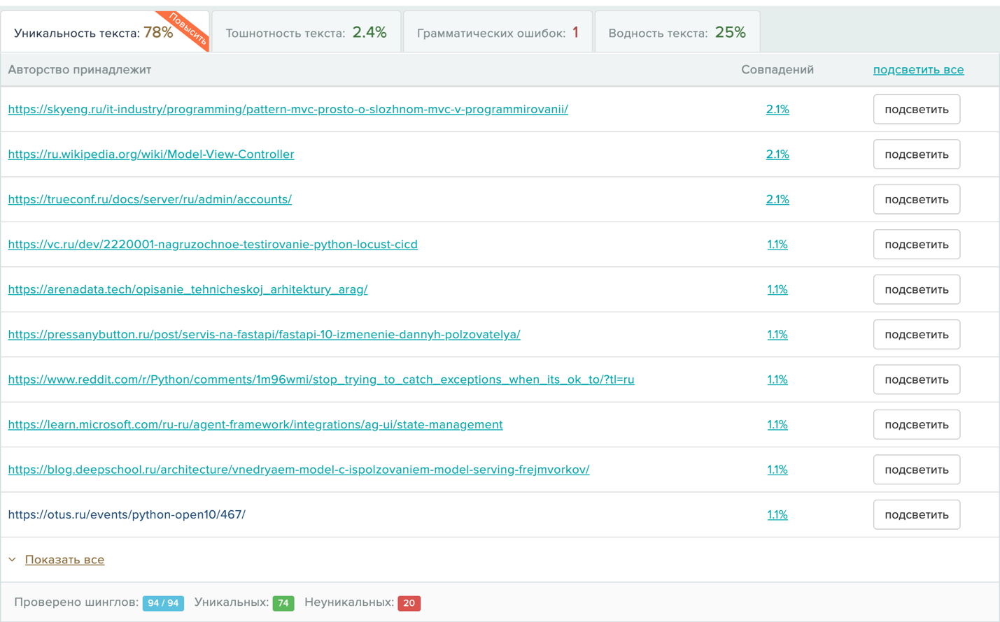 Уникальность текста: 78%
Повысить
Тошнотность текста: 2.4%
Грамматических ошибок: 1
Водность текста: 25%
Авторство принадлежит Совпадений подсветить все
https://skyeng.ru/it-industry/programming/pattern-mvc-prosto-o-slozhnom-mvc-v-programmirovanii/ 2.1% подсветить
https://ru.wikipedia.org/wiki/Model-View-Controller 2.1% подсветить
https://trueconf.ru/docs/server/ru/admin/accounts/ 2.1% подсветить
https://vc.ru/dev/2220001-nagruzochnoe-testirovanie-python-locust-cicd 1.1% подсветить
https://arenadata.tech/opisanie_tehnicheskoj_arhitektury_arag/ 1.1% подсветить
https://pressanybutton.ru/post/servis-na-fastapi/fastapi-10-izmenenie-dannyh-polzovatelya/ 1.1% подсветить
https://www.reddit.com/r/Python/comments/1m96wmi/stop_trying_to_catch_exceptions_when_its_ok_to/?tl=ru 1.1% подсветить
https://learn.microsoft.com/ru-ru/agent-framework/integrations/ag-ui/state-management 1.1% подсветить
https://blog.deepschool.ru/architecture/vnedryaem-model-c-ispolzovaniem-model-serving-frejmvorkov/ 1.1% подсветить
https://otus.ru/events/python-open10/467/ 1.1% подсветить
Показать все
Проверено шинглов: 94 / 94 Уникальных: 74 Неуникальных: 20